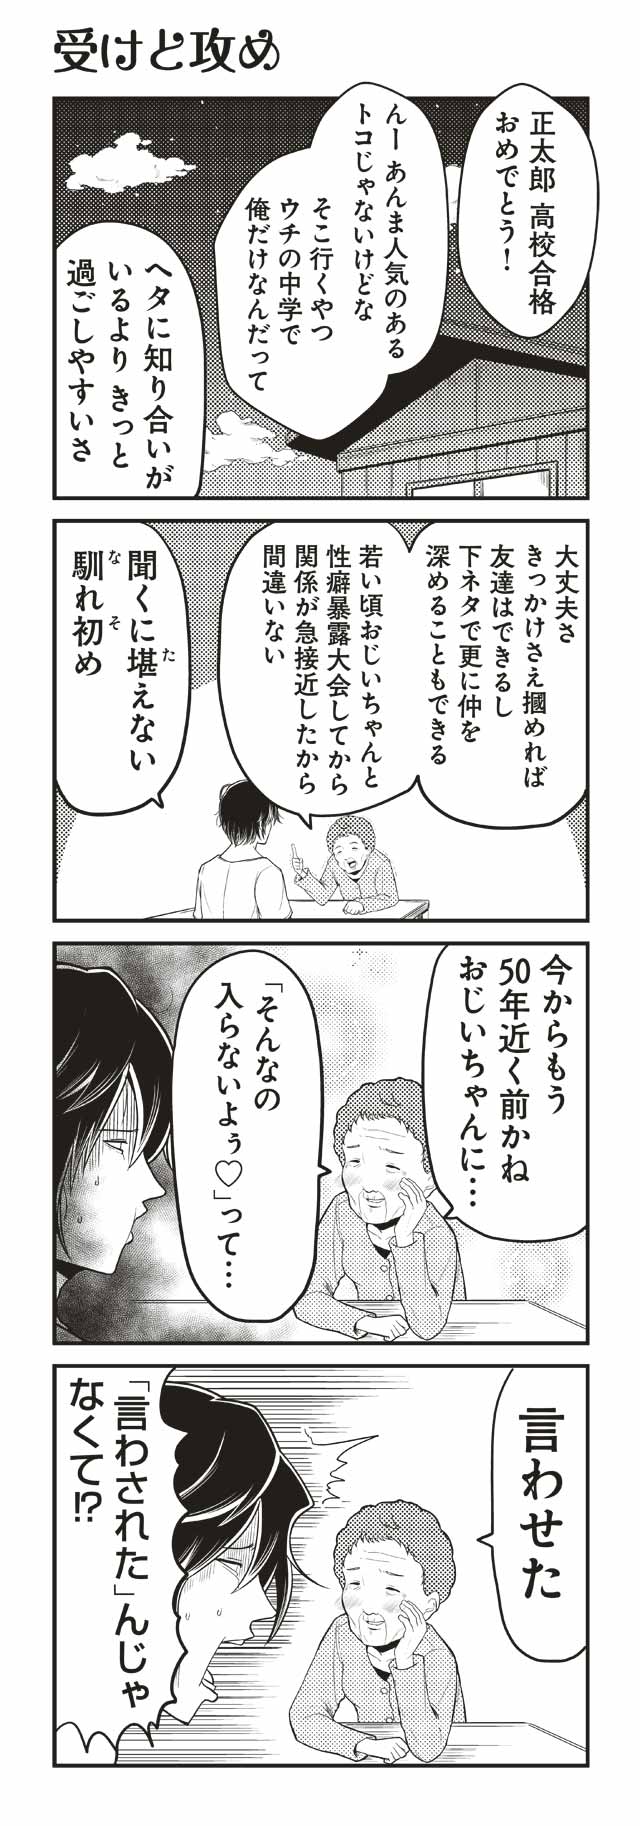 受けと攻め
正太郎 高校合格
おめでとう!
んー あんま人気のある
トコじゃないけどな
そこ行くやつ
ウチの中学で
俺だけなんだって
ヘタに知り合いが
いるより きっと
過ごしやすいさ
大丈夫さ
きっかけさえ摑めれば
友達はできるし
下ネタで更に仲を
深めることもできる
若い頃おじいちゃんと
性癖暴露大会してから
関係が急接近したから
間違いない
聞くに堪えない
た
馴れ初め
な そ
今からもう
50年近く前かね
おじいちゃんに…
「そんなの
入らないよぅ♡」って…
言わせた
「言わされた」んじゃ
なくて!?